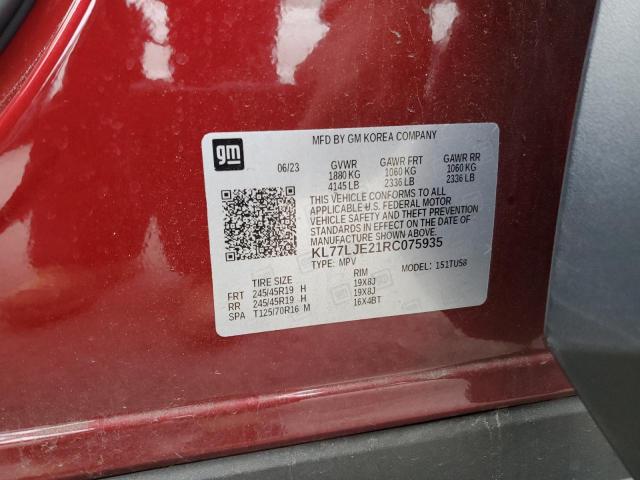 gm
MFD BY GM KOREA COMPANY
06/23 GVWR GAWR FRT GAWR RR
1880 KG 1060 KG 1060 KG
4145 LB 2336 LB 2336 LB
THIS VEHICLE CONFORMS TO ALL
APPLICABLE U.S. FEDERAL MOTOR
VEHICLE SAFETY AND THEFT PREVENTION
STANDARDS IN EFFECT ON THE DATE OF
MANUFACTURE SHOWN ABOVE.
KL77LJE21RC075935
TYPE: MPV MODEL: 1S1TU58
TIRE SIZE RIM
FRT 245/45R19 H 19X8J
RR 245/45R19 H 19X8J
SPA T125/70R16 M 16X4BT